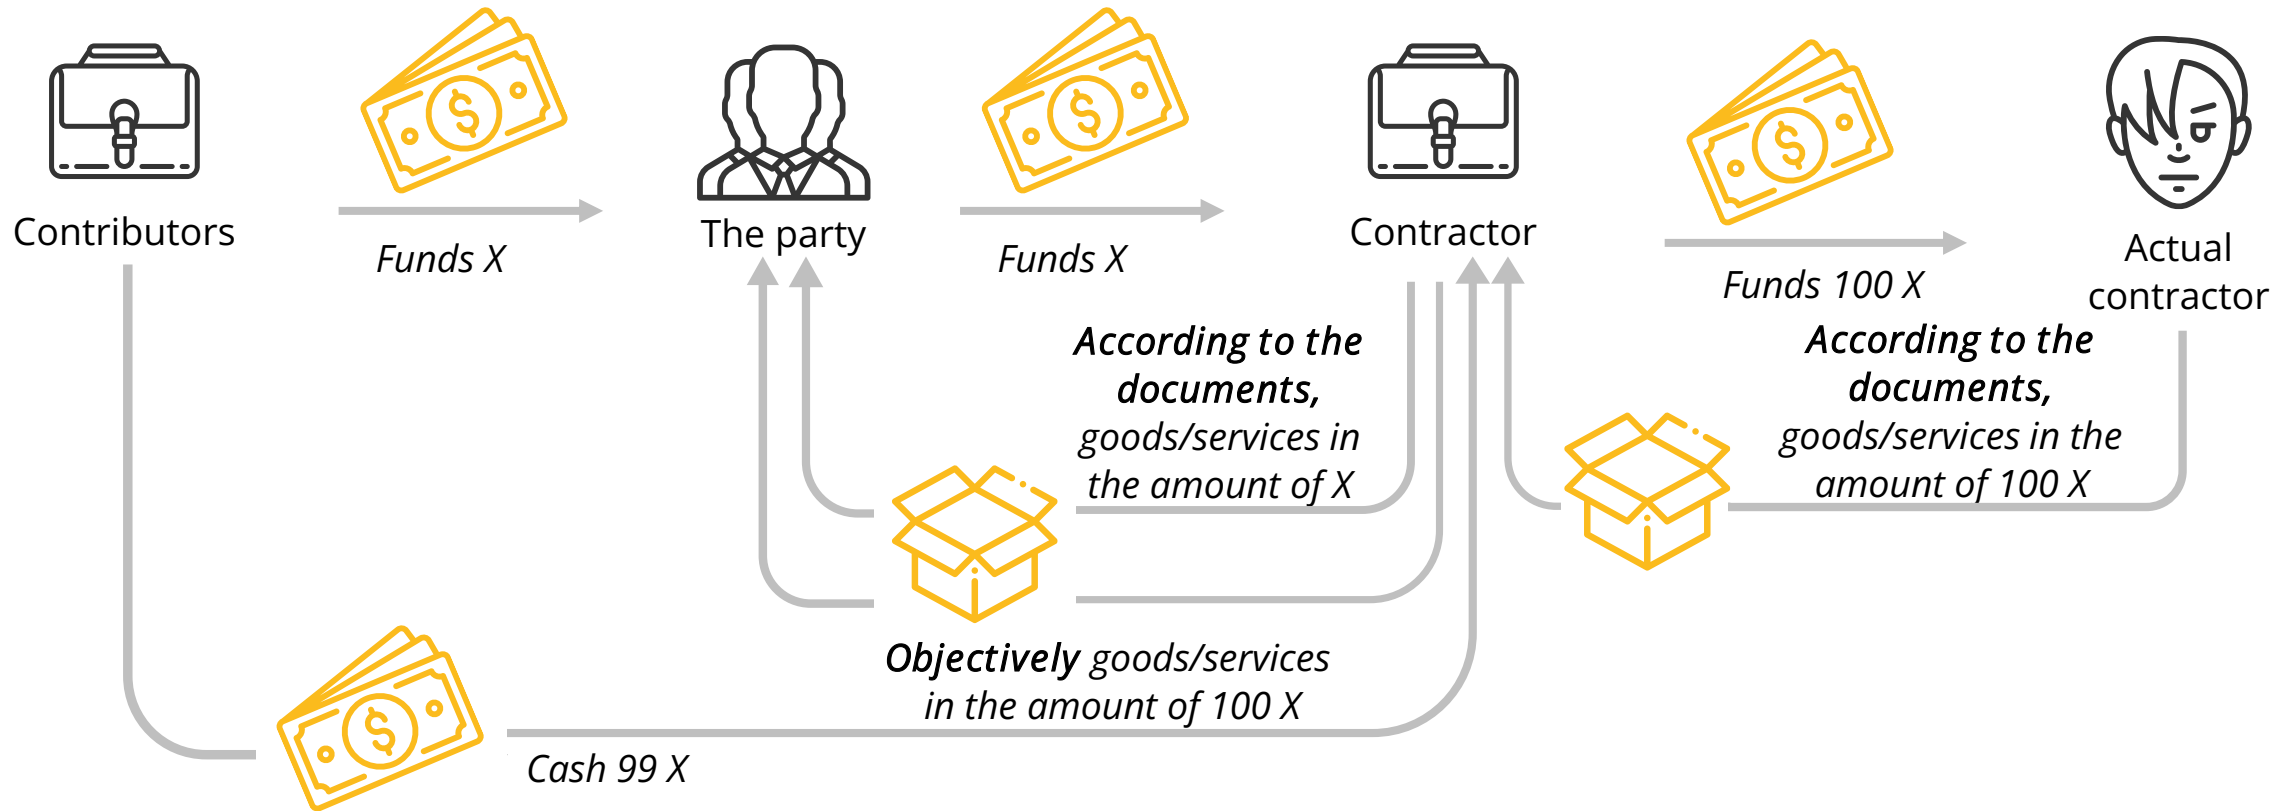 Contributors
Funds X
The party
Funds X
Contractor
Funds 100 X
Actual
contractor
According to the
documents,
goods/services in
the amount of X
According to the
documents,
goods/services in the
amount of 100 X
Objectively goods/services
in the amount of 100 X
Cash 99 X